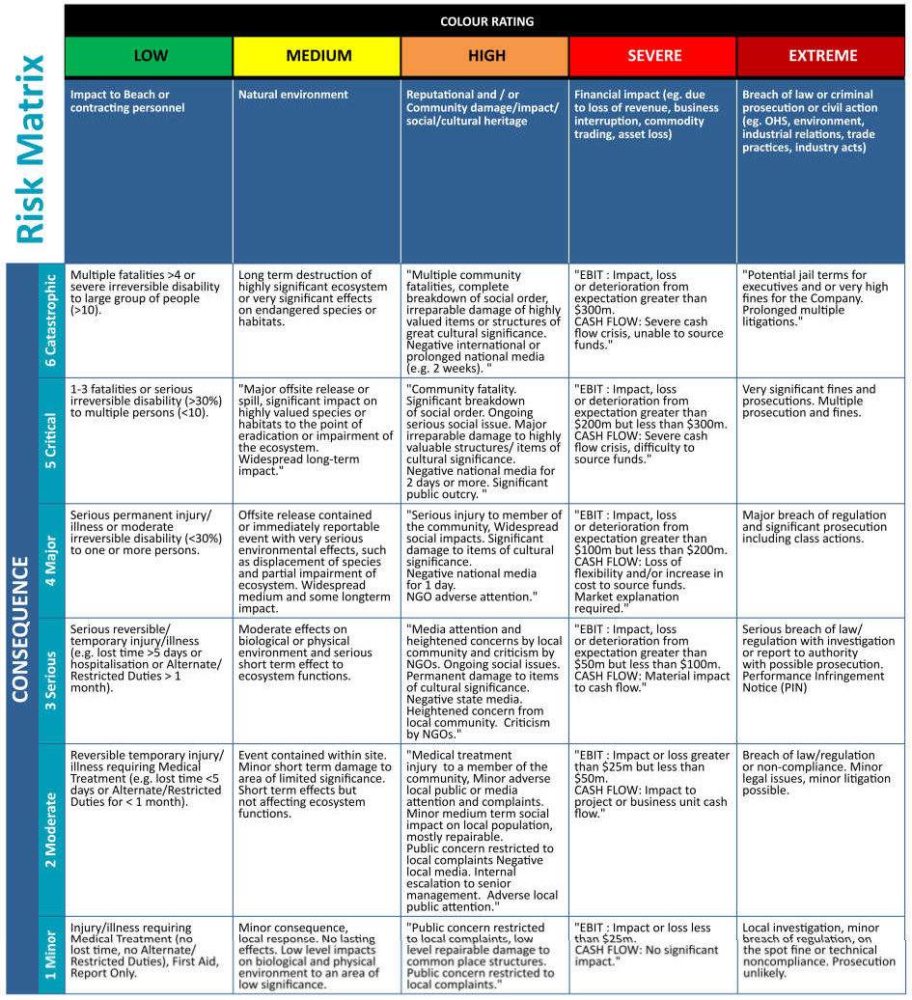 Risk Matrix
COLOUR RATING
LOW
MEDIUM
HIGH
SEVERE
EXTREME
Impact to Beach or
contracting personnel
Natural environment
Reputational and / or
Community damage/impact/
social/cultural heritage
Financial impact (eg. due
to loss of revenue, business
interruption, commodity
trading, asset loss)
Breach of law or criminal
prosecution or civil action
(eg. OHS, environment,
industrial relations, trade
practices, industry acts)
CONSEQUENCE
6 Catastrophic
Multiple fatalities >4 or
severe irreversible disability
to large group of people
(>10).
Long term destruction of
highly significant ecosystem
or very significant effects
on endangered species or
habitats.
"Multiple community
fatalities, complete
breakdown of social order,
irreparable damage of highly
valued items or structures of
great cultural significance.
Negative international or
prolonged national media
(e.g. 2 weeks). "
"EBIT : Impact, loss
or deterioration from
expectation greater than
$300m.
CASH FLOW: Severe cash
flow crisis, unable to source
funds."
"Potential jail terms for
executives and or very high
fines for the Company.
Prolonged multiple
litigations."
5 Critical
1-3 fatalities or serious
irreversible disability (>30%)
to multiple persons (<10).
"Major offsite release or
spill, significant impact on
highly valued species or
habitats to the point of
eradication or impairment of
the ecosystem.
Widespread long-term
impact."
"Community fatality.
Significant breakdown
of social order. Ongoing
serious social issue. Major
irreparable damage to highly
valuable structures/ items of
cultural significance.
Negative national media for
2 days or more. Significant
public outcry. "
"EBIT : Impact, loss
or deterioration from
expectation greater than
$200m but less than $300m.
CASH FLOW: Severe cash
flow crisis, difficulty to
source funds."
Very significant fines and
prosecutions. Multiple
prosecution and fines.
4 Major
Serious permanent injury/
illness or moderate
irreversible disability (<30%)
to one or more persons.
Offsite release contained
or immediately reportable
event with very serious
environmental effects, such
as displacement of species
and partial impairment of
ecosystem. Widespread
medium and some longterm
impact.
"Serious injury to member of
the community, Widespread
social impacts. Significant
damage to items of cultural
significance.
Negative national media
for 1 day.
NGO adverse attention."
"EBIT : Impact, loss
or deterioration from
expectation greater than
$100m but less than $200m.
CASH FLOW: Loss of
flexibility and/or increase in
cost to source funds.
Market explanation
required."
Major breach of regulation
and significant prosecution
including class actions.
3 Serious
Serious reversible/
temporary injury/illness
(e.g. lost time >5 days or
hospitalisation or Alternate/
Restricted Duties > 1
month).
Moderate effects on
biological or physical
environment and serious
short term effect to
ecosystem functions.
"Media attention and
heightened concerns by local
community and criticism by
NGOs. Ongoing social issues.
Permanent damage to items
of cultural significance.
Negative state media.
Heightened concern from
local community.  Criticism
by NGOs."
"EBIT : Impact, loss
or deterioration from
expectation greater than
$50m but less than $100m.
CASH FLOW: Material impact
to cash flow."
Serious breach of law/
regulation with investigation
or report to authority
with possible prosecution.
Performance Infringement
Notice (PIN)
2 Moderate
Reversible temporary injury/
illness requiring Medical
Treatment (e.g. lost time <5
days or Alternate/Restricted
Duties for < 1 month).
Event contained within site.
Minor short term damage to
area of limited significance.
Short term effects but
not affecting ecosystem
functions.
"Medical treatment
injury  to a member of the
community, Minor adverse
local public or media
attention and complaints.
Minor medium term social
impact on local population,
mostly repairable.
Public concern restricted to
local complaints Negative
local media. Internal
escalation to senior
management.  Adverse local
public attention."
"EBIT : Impact or loss greater
than $25m but less than
$50m.
CASH FLOW: Impact to
project or business unit cash
flow."
Breach of law/regulation
or non-compliance. Minor
legal issues, minor litigation
possible.
1 Minor
Injury/illness requiring
Medical Treatment (no
lost time, no Alternate/
Restricted Duties), First Aid,
Report Only.
Minor consequence,
local response. No lasting
effects. Low level impacts
on biological and physical
environment to an area of
low significance.
"Public concern restricted
to local complaints, low
level repairable damage to
common place structures.
Public concern restricted to
local complaints."
"EBIT : Impact or loss less
than $25m.
CASH FLOW: No significant
impact."
Local investigation, minor
breach of regulation, on
the spot fine or technical
noncompliance. Prosecution
unlikely.